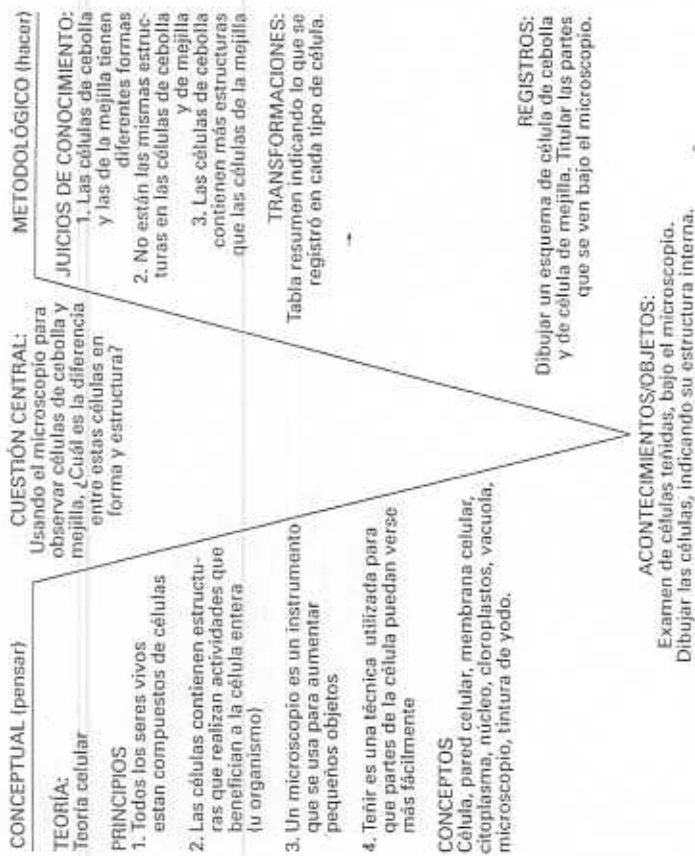 CONCEPTUAL (pensar)
TEORÍA:
Teoría celular
PRINCIPIOS
1. Todos los seres vivos
estan compuestos de células
2. Las células contienen estructu-
ras que realizan actividades que
benefician a la célula entera
(u organismo)
3. Un microscopio es un instrumento
que se usa para aumentar
pequeños objetos
4. Teñir es una técnica utilizada para
que partes de la célula puedan verse
más fácilmente
CONCEPTOS
Célula, pared celular, membrana celular,
citoplasma, núcleo, cloroplastos, vacuola,
microscopio, tintura de yodo.
CUESTIÓN CENTRAL:
Usando el microscopio para
observar células de cebolla y
mejilla, ¿Cuál es la diferencia
entre estas células en
forma y estructura?
METODOLÓGICO (hacer)
JUICIOS DE CONOCIMIENTO:
1. Las células de cebolla
y las de la mejilla tienen
diferentes formas
2. No están las mismas estruc-
turas en las células de cebolla
y de mejilla
3. Las células de cebolla
contienen más estructuras
que las células de la mejilla
TRANSFORMACIONES:
Tabla resumen indicando lo que se
registró en cada tipo de célula.
REGISTROS:
Dibujar un esquema de célula de cebolla
y de célula de mejilla. Titular las partes
que se ven bajo el microscopio.
ACONTECIMIENTOS/OBJETOS:
Examen de células teñidas, bajo el microscopio.
Dibujar las células, indicando su estructura interna.